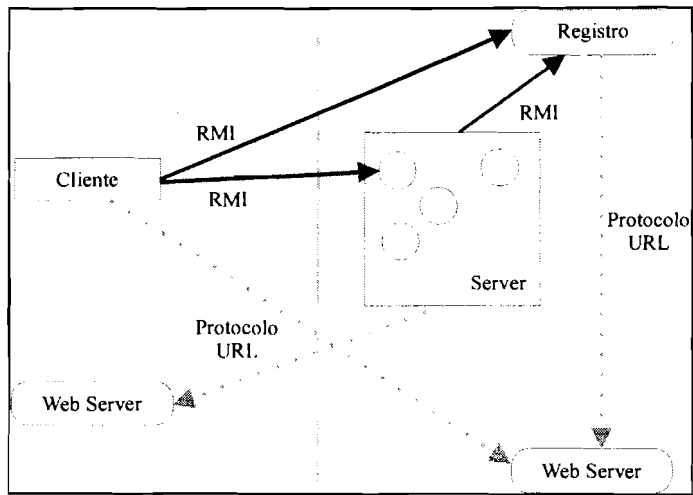 Registro
RMI
RMI
Cliente
RMI
Protocolo
URL
Server
Protocolo
URL
Web Server
Web Server